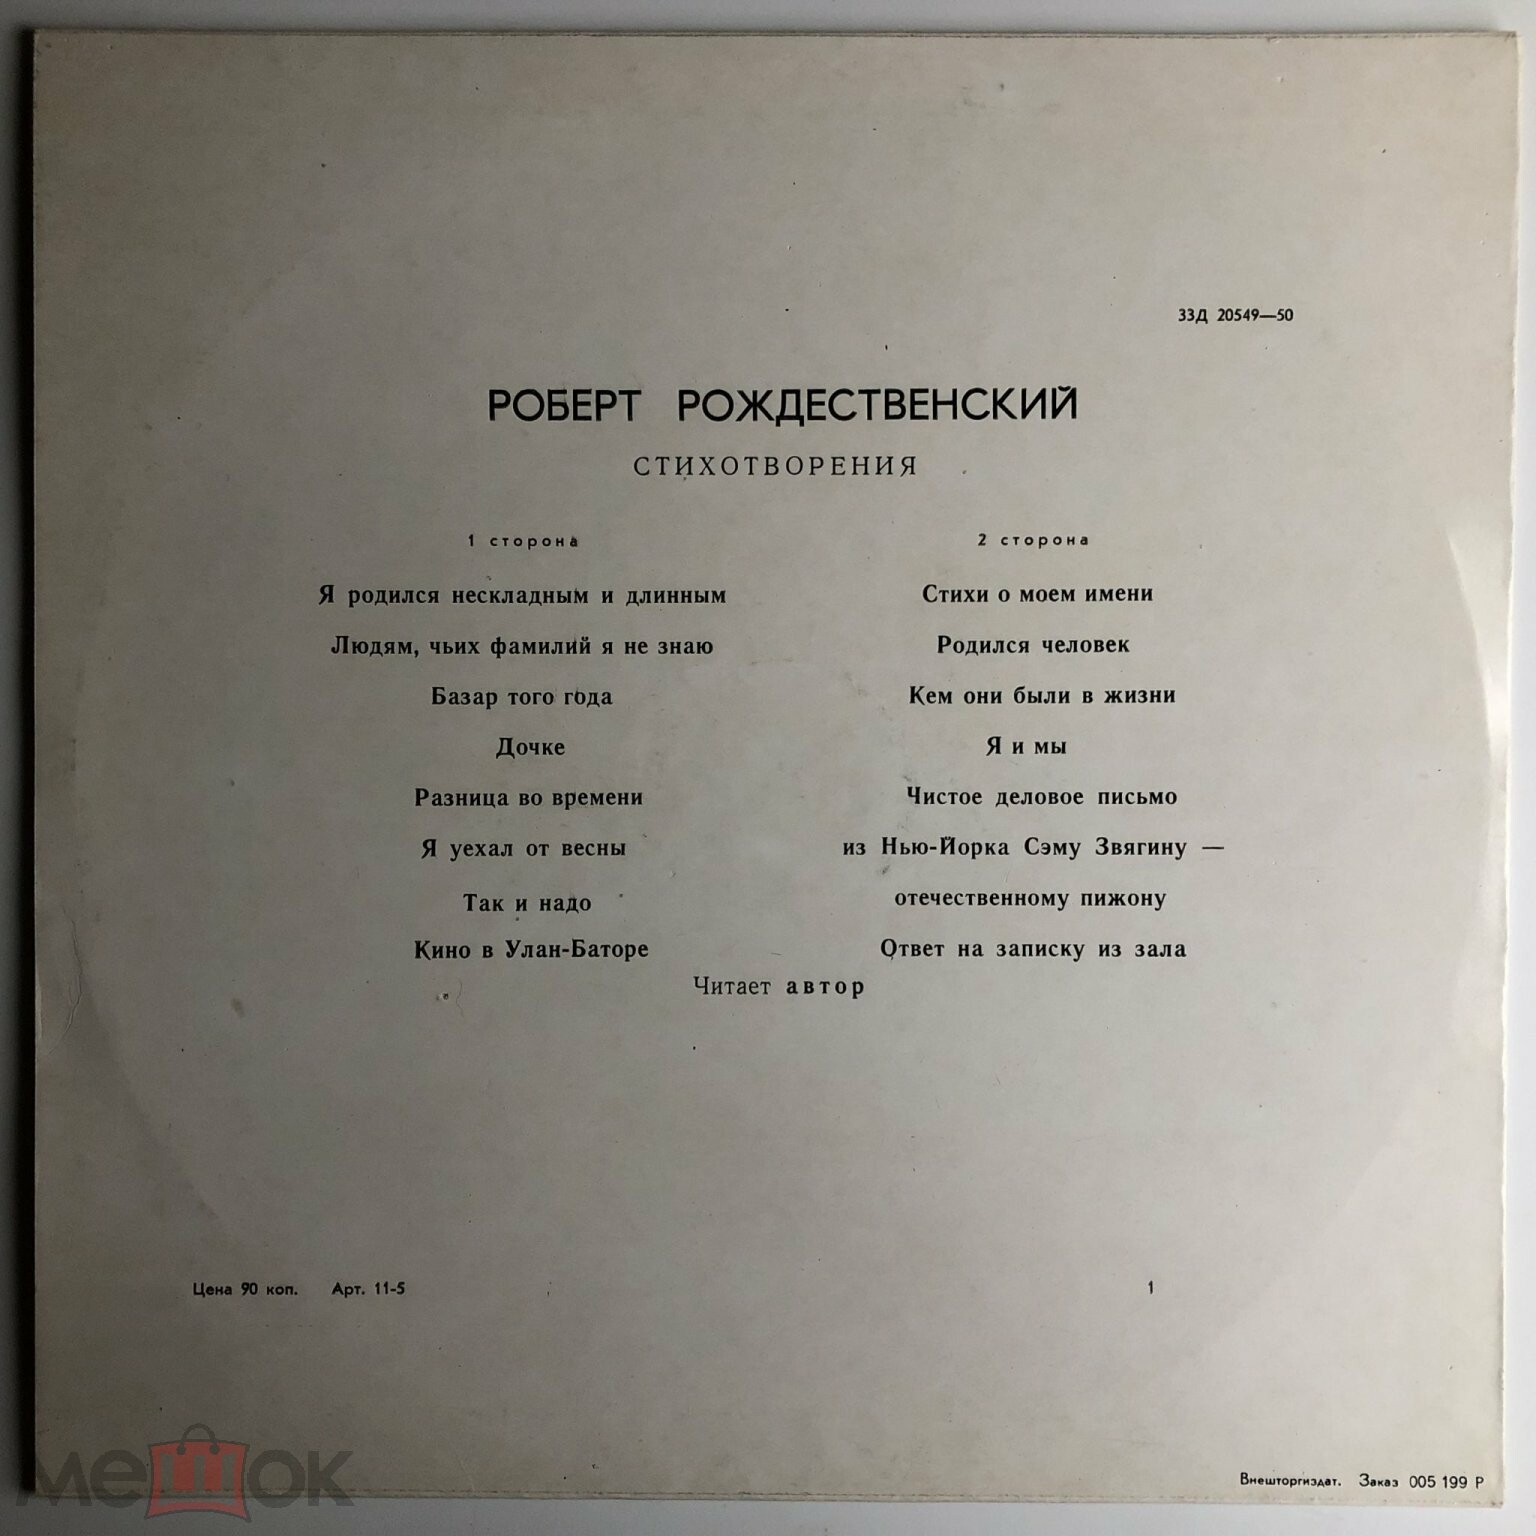 33Д 20549—50
РОБЕРТ РОЖДЕСТВЕНСКИЙ
СТИХОТВОРЕНИЯ
1 сторона
Я родился нескладным и длинным
Людям, чьих фамилий я не знаю
Базар того года
Дочке
Разница во времени
Я уехал от весны
Так и надо
Кино в Улан-Баторе
2 сторона
Стихи о моем имени
Родился человек
Кем они были в жизни
Я и мы
Чистое деловое письмо
из Нью-Йорка Сэму Звягину —
отечественному пижону
Ответ на записку из зала
Читает автор
Цена 90 коп. Арт. 11-5
1
Внешторгиздат. Заказ 005 199 Р
мешок